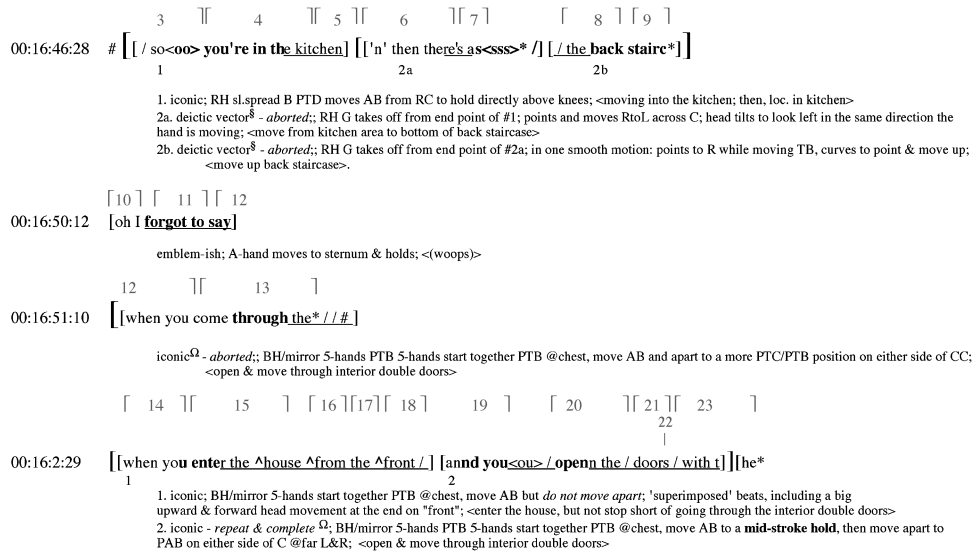 3 4 5 6 7 8 9
00:16:46:28 # [[ / so<oo> you're in the kitchen] [['n' then there's as<sss>* /] [ / the back stairc*]]
1 2a 2b
1. iconic; RH sl.spread B PTD moves AB from RC to hold directly above knees; <moving into the kitchen; then, loc. in kitchen>
2a. deictic vector§ - aborted;; RH G takes off from end point of #1; points and moves RtoL across C; head tilts to look left in the same direction the
hand is moving; <move from kitchen area to bottom of back staircase>
2b. deictic vector§ - aborted;; RH G takes off from end point of #2a; in one smooth motion: points to R while moving TB, curves to point & move up;
<move up back staircase>.
10 11 12
00:16:50:12 [oh I forgot to say]
emblem-ish; A-hand moves to sternum & holds; <(woops)>
12 13
00:16:51:10 [[when you come through the* / / # ]
iconicΩ - aborted;; BH/mirror 5-hands PTB 5-hands start together PTB @chest, move AB and apart to a more PTC/PTB position on either side of CC;
<open & move through interior double doors>
14 15 16 17 18 19 20 21 23
22
00:16:2:29 [[when you enter the ^house ^from the ^front / ] [annd you<ou> / openn the / doors / with t]][he*
1 2
1. iconic; BH/mirror 5-hands start together PTB @chest, move AB but do not move apart; 'superimposed' beats, including a big
upward & forward head movement at the end on "front"; <enter the house, but not stop short of going through the interior double doors>
2. iconic - repeat & complete Ω; BH/mirror 5-hands PTB 5-hands start together PTB @chest, move AB to a mid-stroke hold, then move apart to
PAB on either side of C @far L&R; <open & move through interior double doors>